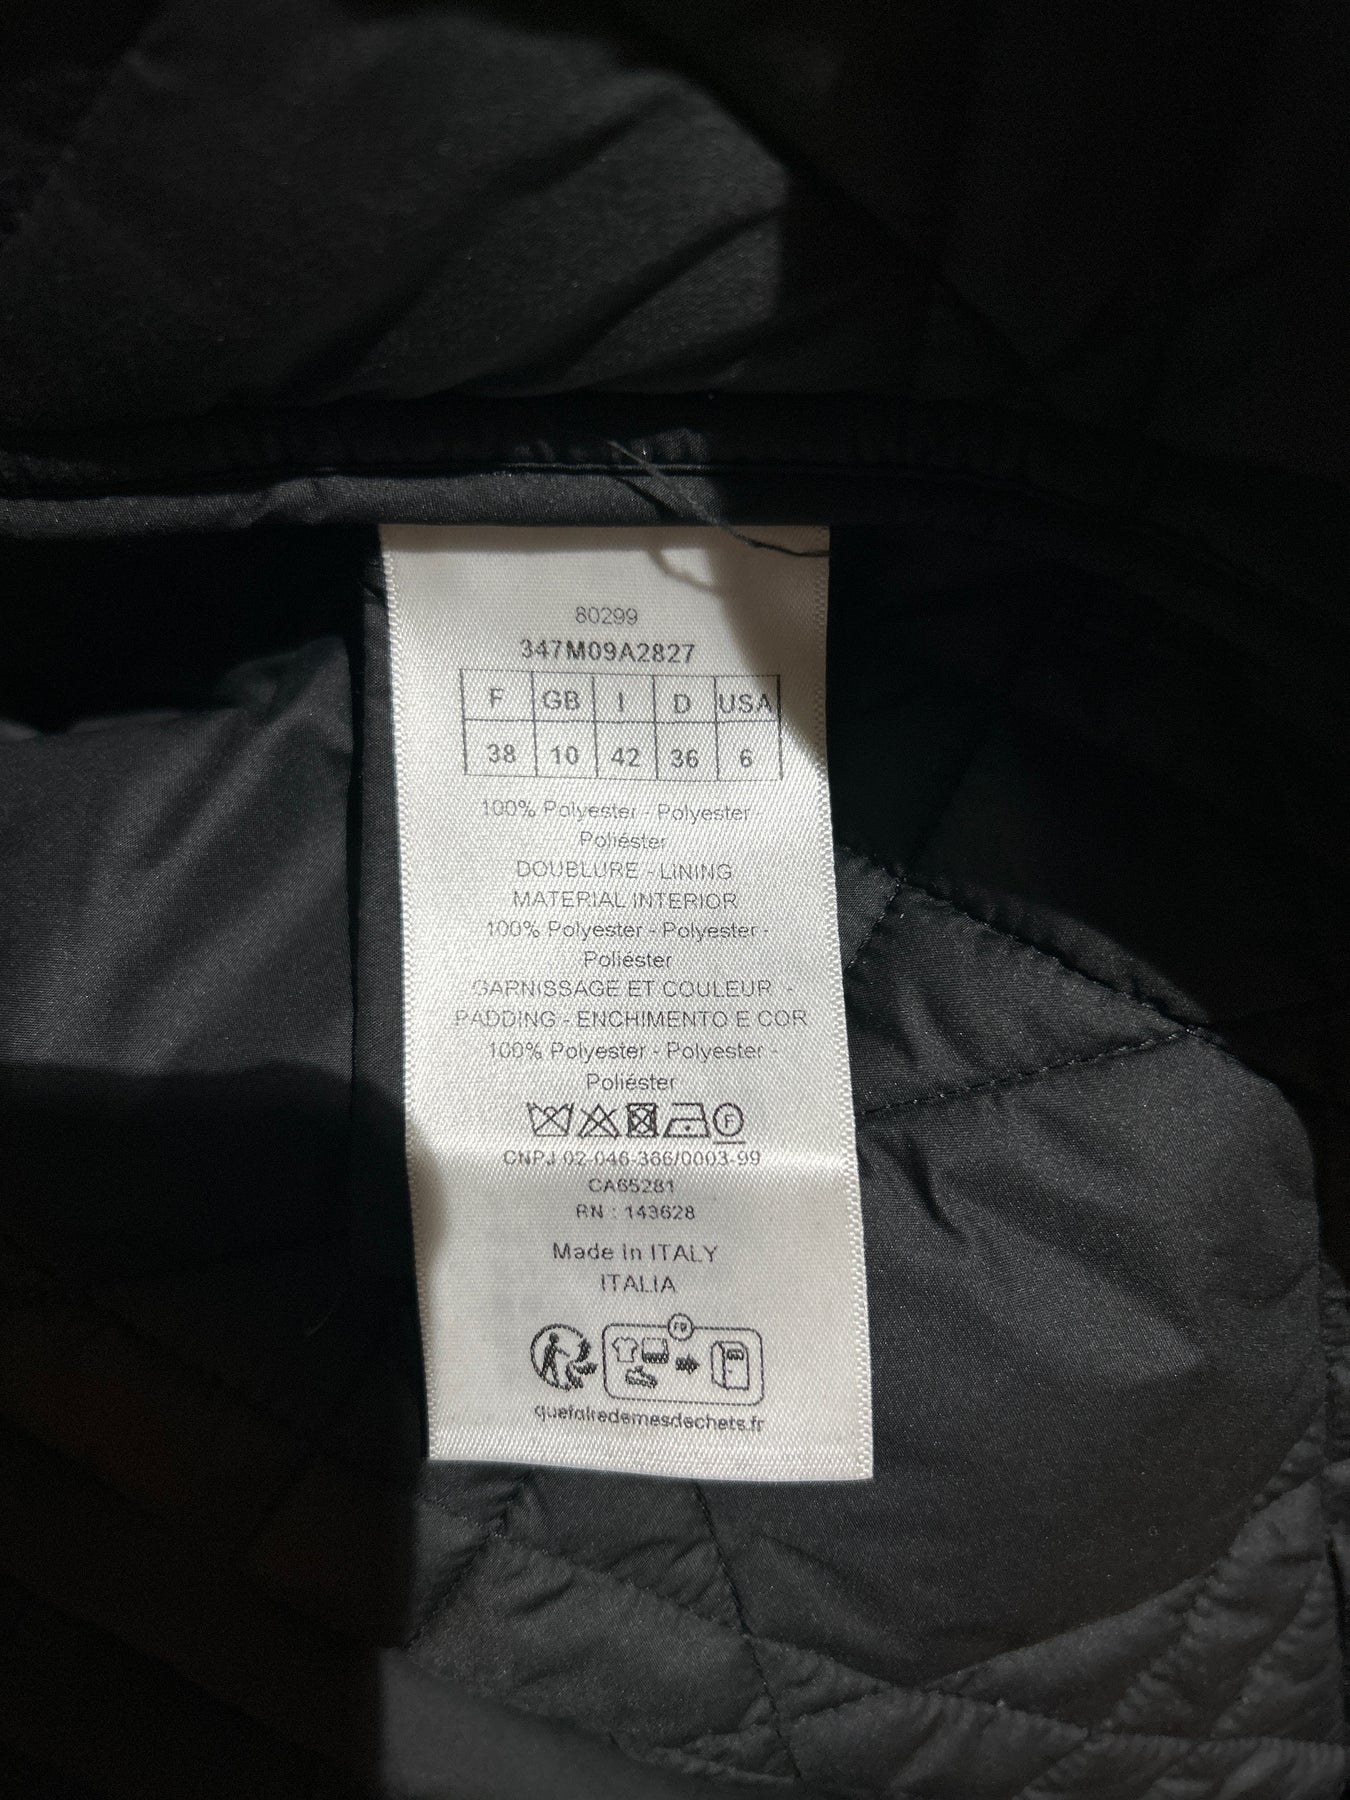 80299
347M09A2827
F GB I D USA
38 10 42 36 6
100% Polyester - Polyester
Poliéster
DOUBLURE - LINING
MATERIAL INTERIOR
100% Polyester - Polyester -
Poliéster
GARNISSAGE ET COULEUR -
PADDING - ENCHIMENTO E COR
100% Polyester - Polyester -
Poliéster
F
CNPJ 02-046-366/0003-99
CA65281
RN : 143628
Made in ITALY
ITALIA
FR
quefairedemesdechets.fr